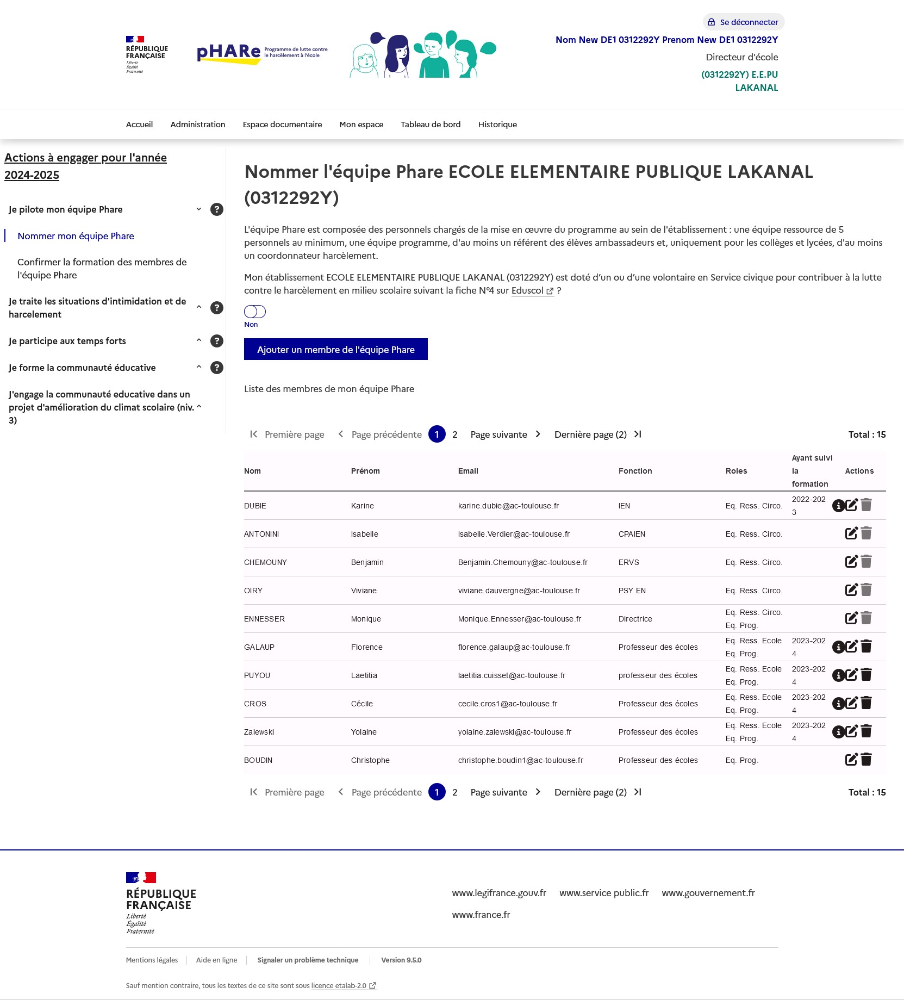 Se déconnecter
Nom New DE1 0312292Y Prenom New DE1 0312292Y
Directeur d'école
(0312292Y) E.E.PU
LAKANAL
RÉPUBLIQUE
FRANÇAISE
Liberté
Égalité
Fraternité
pHARe
Programme de lutte contre
le harcèlement à l'école
Accueil Administration Espace documentaire Mon espace Tableau de bord Historique
Actions à engager pour l'année
2024-2025
Je pilote mon équipe Phare
Nommer mon équipe Phare
Confirmer la formation des membres de
l'équipe Phare
Je traite les situations d'intimidation et de
harcelement
Je participe aux temps forts
Je forme la communauté éducative
J'engage la communauté educative dans un
projet d'amélioration du climat scolaire (niv.
3)
Nommer l'équipe Phare ECOLE ELEMENTAIRE PUBLIQUE LAKANAL
(0312292Y)
L'équipe Phare est composée des personnels chargés de la mise en œuvre du programme au sein de l'établissement : une équipe ressource de 5
personnels au minimum, une équipe programme, d'au moins un référent des élèves ambassadeurs et, uniquement pour les collèges et lycées, d'au moins
un coordonnateur harcèlement.
Mon établissement ECOLE ELEMENTAIRE PUBLIQUE LAKANAL (0312292Y) est doté d’un ou d’une volontaire en Service civique pour contribuer à la lutte
contre le harcèlement en milieu scolaire suivant la fiche N°4 sur Eduscol ?
Non
Ajouter un membre de l'équipe Phare
Liste des membres de mon équipe Phare
Première page Page précédente 1 2 Page suivante Dernière page (2) Total : 15
Nom Prénom Email Fonction Roles Ayant suivi la formation Actions
DUBIE Karine karine.dubie@ac-toulouse.fr IEN Eq. Ress. Circo. 2022-2023
ANTONINI Isabelle Isabelle.Verdier@ac-toulouse.fr CPAIEN Eq. Ress. Circo.
CHEMOUNY Benjamin Benjamin.Chemouny@ac-toulouse.fr ERVS Eq. Ress. Circo.
OIRY Viviane viviane.dauvergne@ac-toulouse.fr PSY EN Eq. Ress. Circo.
ENNESSER Monique Monique.Ennesser@ac-toulouse.fr Directrice Eq. Ress. Circo. Eq. Prog.
GALAUP Florence florence.galaup@ac-toulouse.fr Professeur des écoles Eq. Ress. Ecole Eq. Prog. 2023-2024
PUYOU Laetitia laetitia.cuisset@ac-toulouse.fr professeur des écoles Eq. Ress. Ecole Eq. Prog. 2023-2024
CROS Cécile cecile.cros1@ac-toulouse.fr Professeur des écoles Eq. Ress. Ecole Eq. Prog. 2023-2024
Zalewski Yolaine yolaine.zalewski@ac-toulouse.fr Professeur des écoles Eq. Ress. Ecole Eq. Prog. 2023-2024
BOUDIN Christophe christophe.boudin1@ac-toulouse.fr Professeur des écoles Eq. Prog.
Première page Page précédente 1 2 Page suivante Dernière page (2) Total : 15
RÉPUBLIQUE
FRANÇAISE
Liberté
Égalité
Fraternité
www.legifrance.gouv.fr www.service public.fr www.gouvernement.fr
www.france.fr
Mentions légales Aide en ligne Signaler un problème technique Version 9.5.0
Sauf mention contraire, tous les textes de ce site sont sous licence etalab-2.0